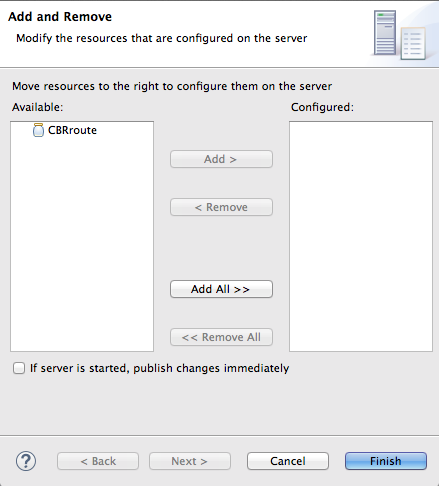 Add and Remove
Modify the resources that are configured on the server
Move resources to the right to configure them on the server
Available:
Configured:
CBRroute
Add >
< Remove
Add All >>
<< Remove All
If server is started, publish changes immediately
?
< Back
Next >
Cancel
Finish